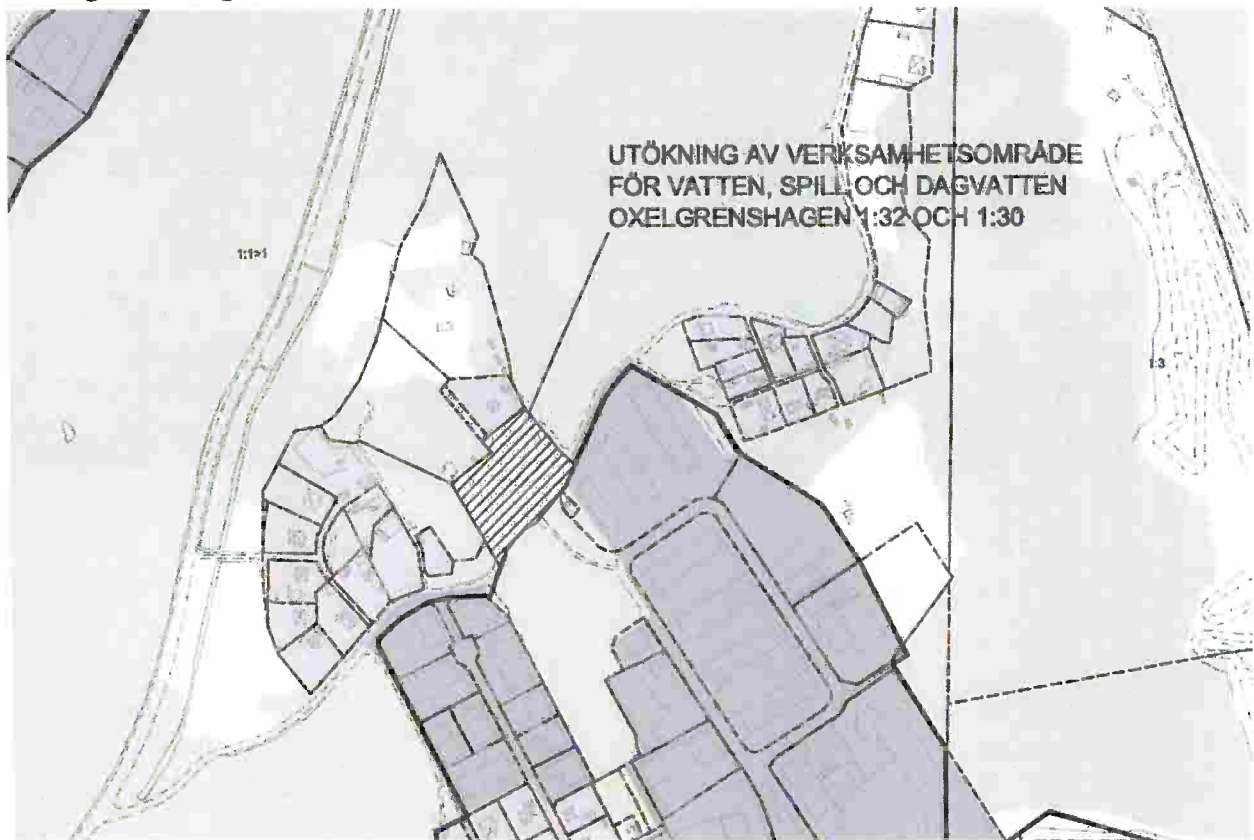 UTÖKNING AV VERKSAMHETSOMRÅDE
FÖR VATTEN, SPILL OCH DAGVATTEN
OXELGRENSHAGEN 1:32 OCH 1:30
1:3